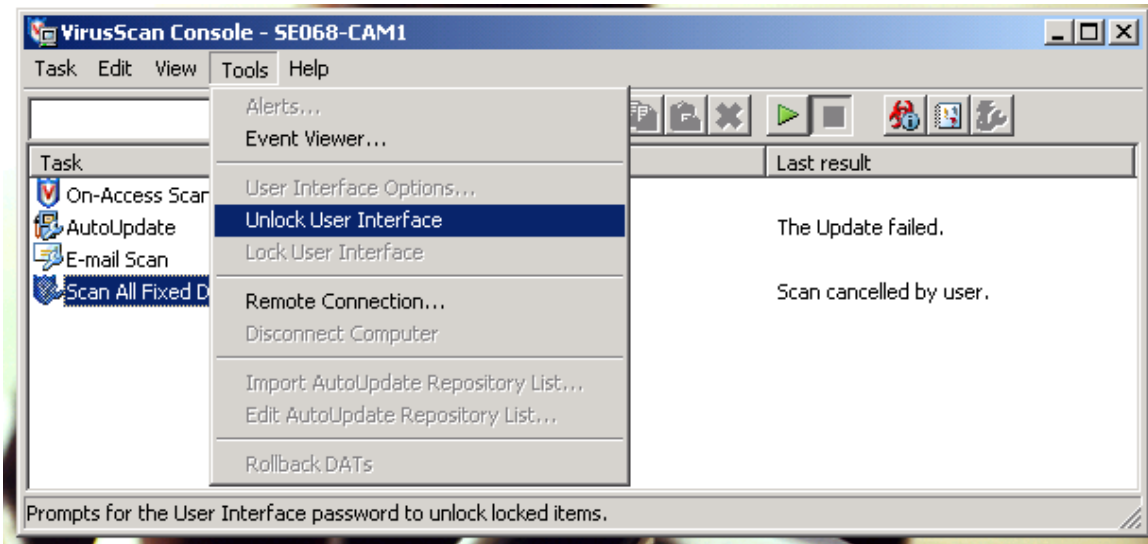 VirusScan Console - SE068-CAM1
Task Edit View Tools Help
Alerts...
Event Viewer...
Task Last result
On-Access Scan
User Interface Options...
AutoUpdate The Update failed.
Unlock User Interface
E-mail Scan
Lock User Interface
Scan All Fixed D Scan cancelled by user.
Remote Connection...
Disconnect Computer
Import AutoUpdate Repository List...
Edit AutoUpdate Repository List...
Rollback DATs
Prompts for the User Interface password to unlock locked items.